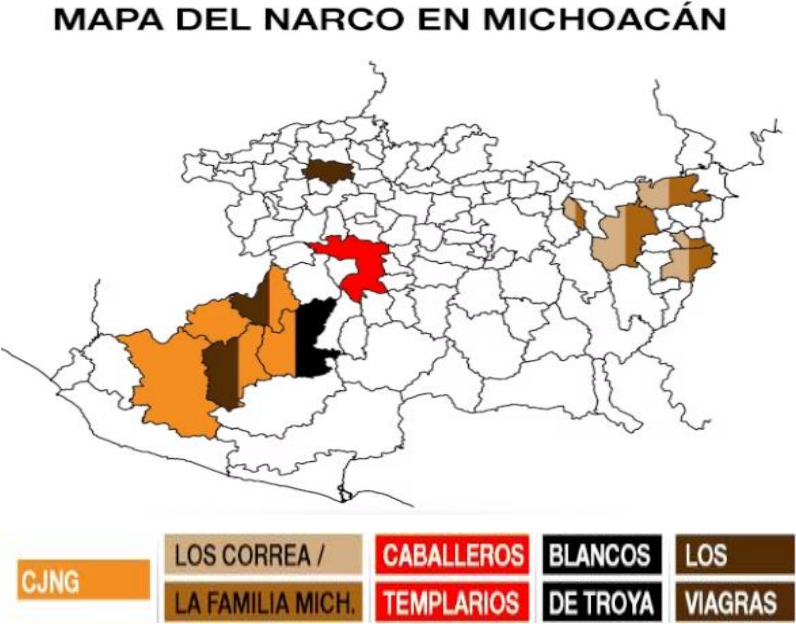 MAPA DEL NARCO EN MICHOACÁN
CJNG
LOS CORREA /
LA FAMILIA MICH.
CABALLEROS
TEMPLARIOS
BLANCOS
DE TROYA
LOS
VIAGRAS